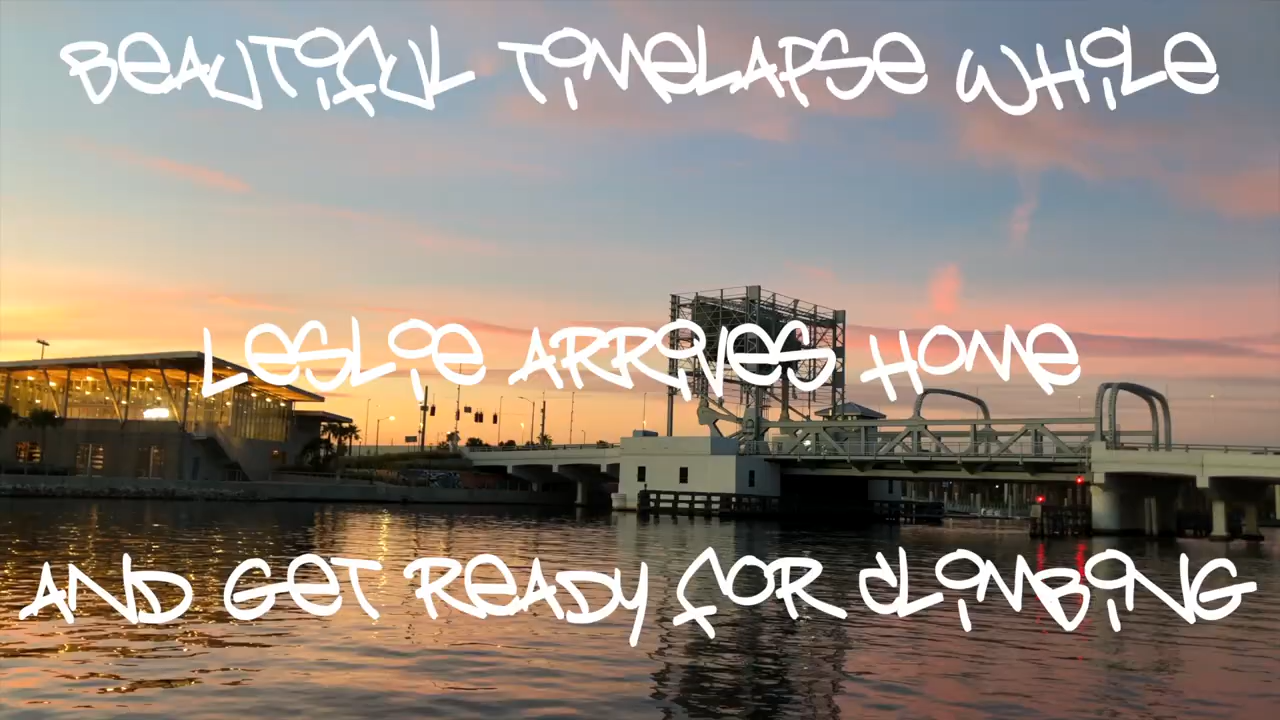 BEAUTIFUL TIMELAPSE WHILE
LESLIE ARRIVES HOME
AND GET READY FOR CLIMBING